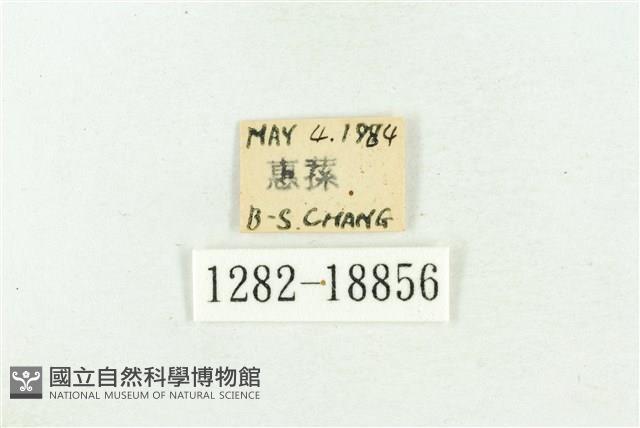 MAY 4.1984
惠蓀
B-S.CHANG
1282-18856
國立自然科學博物館
NATIONAL MUSEUM OF NATURAL SCIENCE